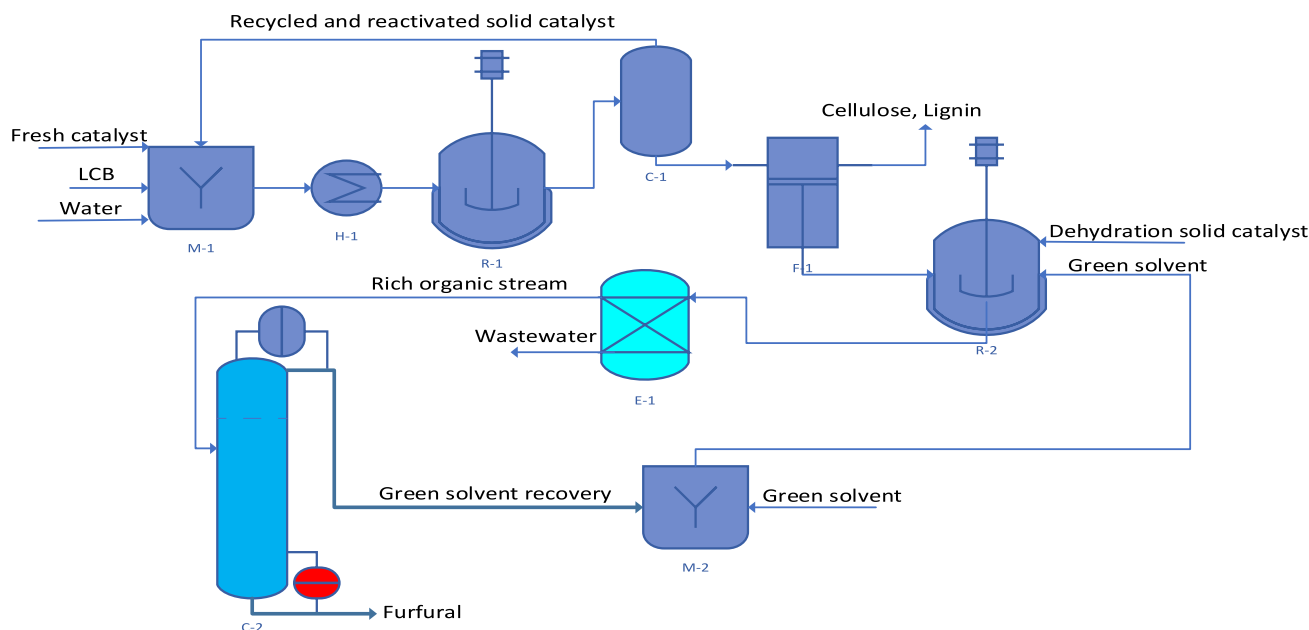 Recycled and reactivated solid catalyst
Fresh catalyst
LCB
Water
M-1
H-1
R-1
C-1
Cellulose, Lignin
F-1
Dehydration solid catalyst
Green solvent
R-2
Rich organic stream
Wastewater
E-1
Green solvent recovery
Green solvent
M-2
Furfural
C-2